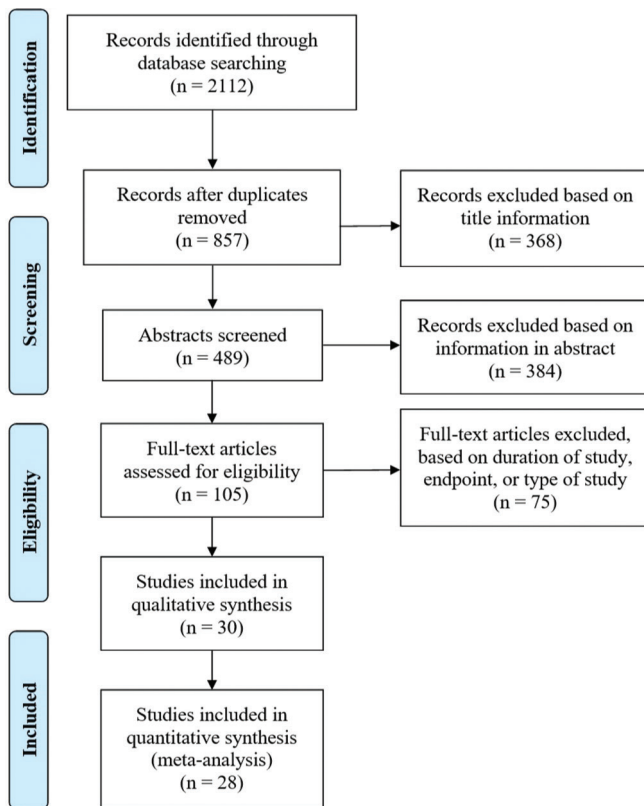 Identification
Records identified through
database searching
(n = 2112)
Records after duplicates
removed
(n = 857)
Records excluded based on
title information
(n = 368)
Screening
Abstracts screened
(n = 489)
Records excluded based on
information in abstract
(n = 384)
Eligibility
Full-text articles
assessed for eligibility
(n = 105)
Full-text articles excluded,
based on duration of study,
endpoint, or type of study
(n = 75)
Studies included in
qualitative synthesis
(n = 30)
Included
Studies included in
quantitative synthesis
(meta-analysis)
(n = 28)